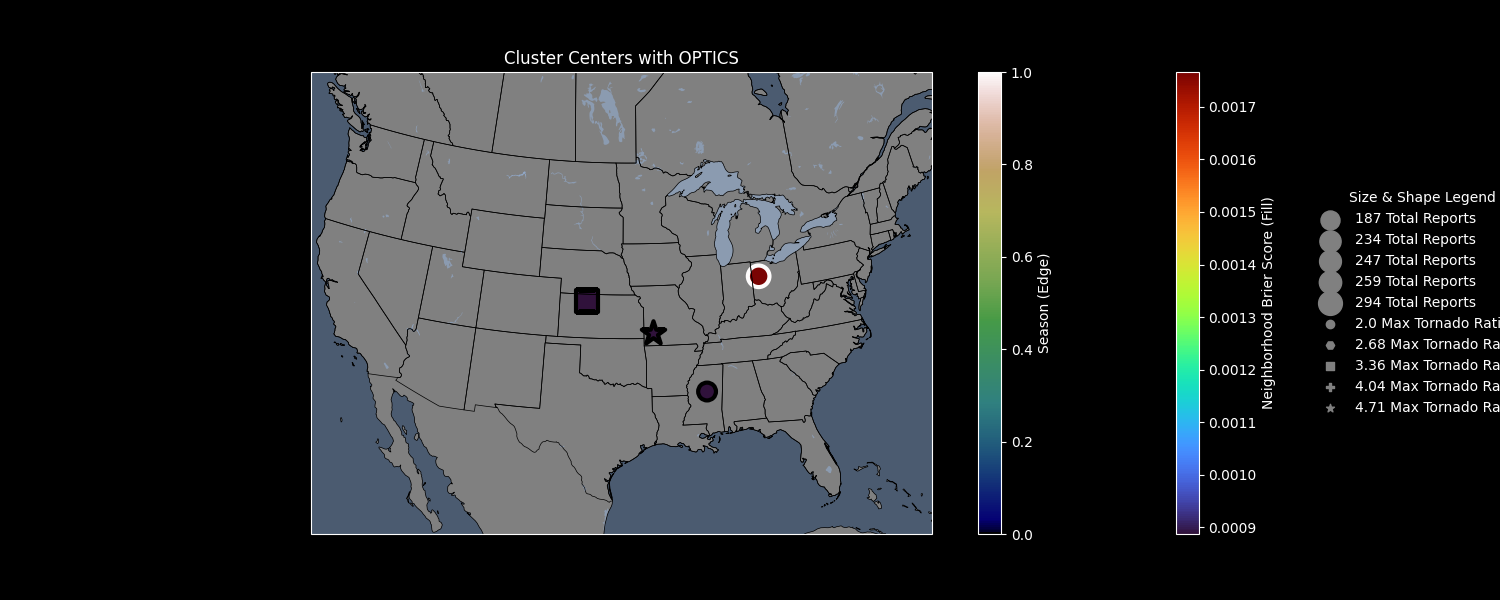 Cluster Centers with OPTICS
1.0
0.8
0.6
0.4
0.2
0.0
Season (Edge)
0.0017
0.0016
0.0015
0.0014
0.0013
0.0012
0.0011
0.0010
0.0009
Neighborhood Brier Score (Fill)
Size & Shape Legend
187 Total Reports
234 Total Reports
247 Total Reports
259 Total Reports
294 Total Reports
2.0 Max Tornado Rati
2.68 Max Tornado Ra
3.36 Max Tornado Ra
4.04 Max Tornado Ra
4.71 Max Tornado Ra